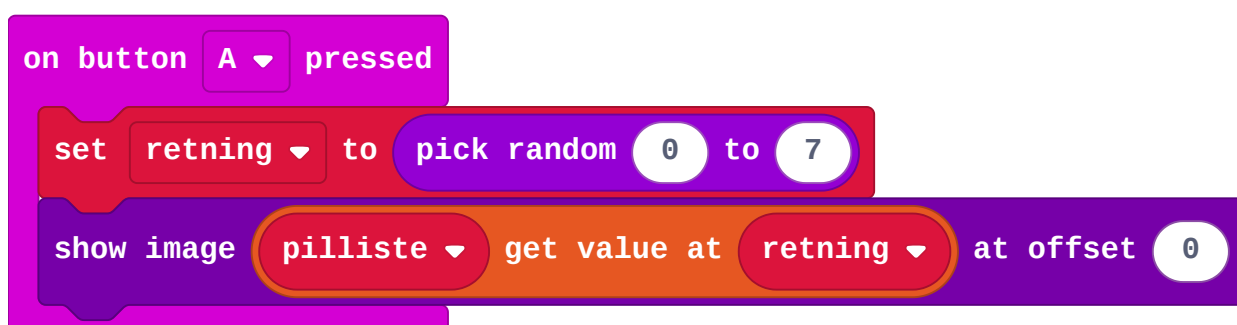 on button A pressed
set retning to pick random 0 to 7
show image pilliste get value at retning at offset 0